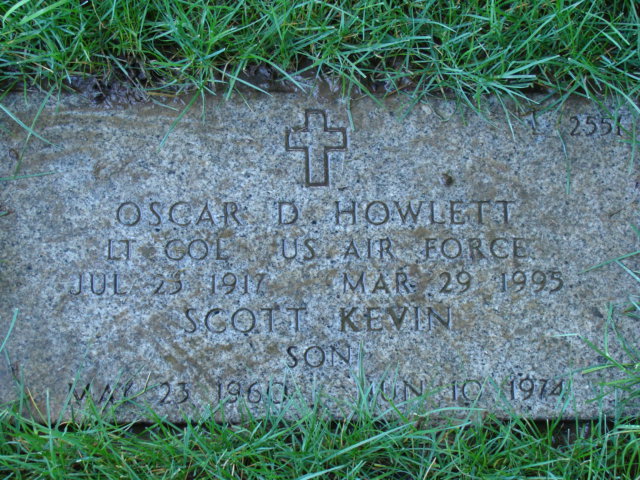 L 2551
OSCAR D HOWLETT
LT COL US AIR FORCE
JUL 23 1917 MAR 29 1995
SCOTT KEVIN
SON
MAY 23 1960 JUN 10 1974